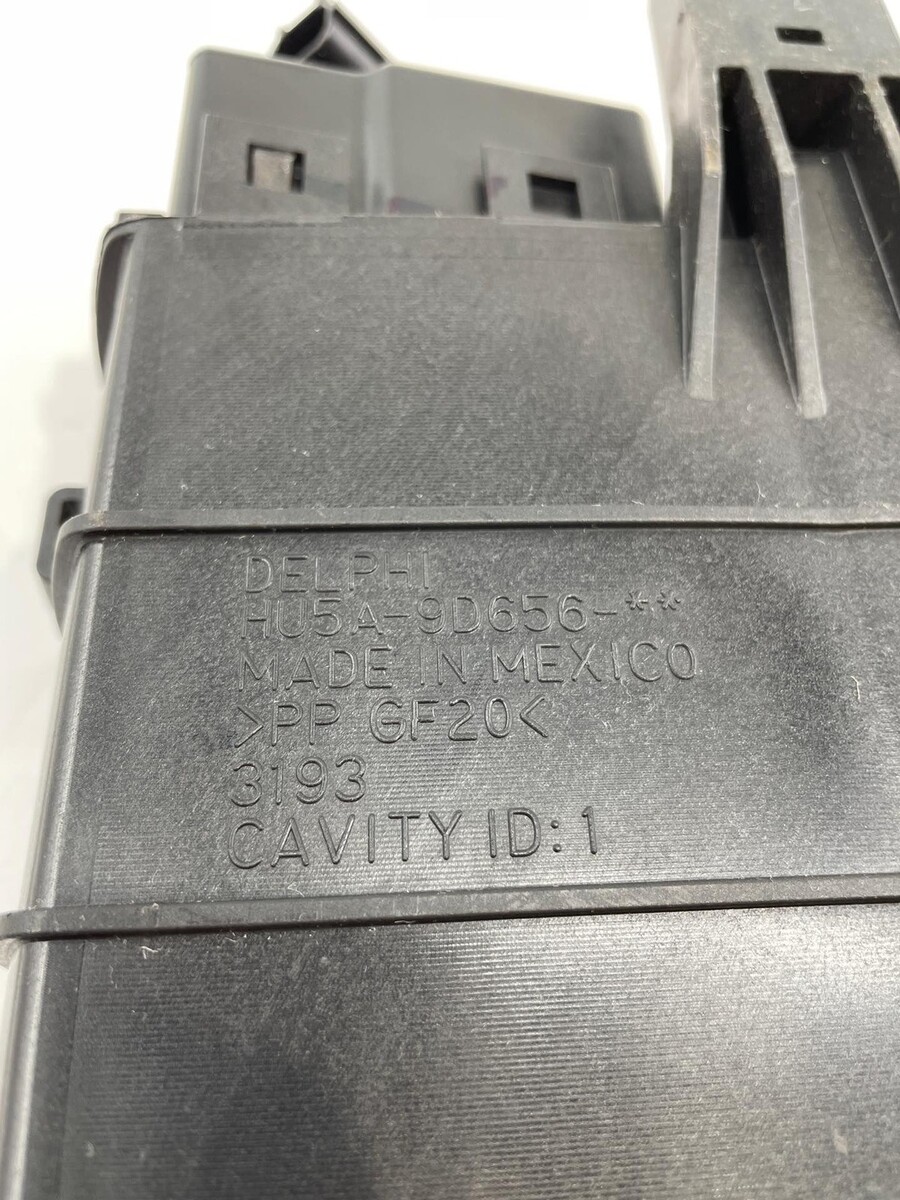 DELPHI
HU5A-9D656-**
MADE IN MEXICO
>PP GF20<
3193
CAVITY ID: 1